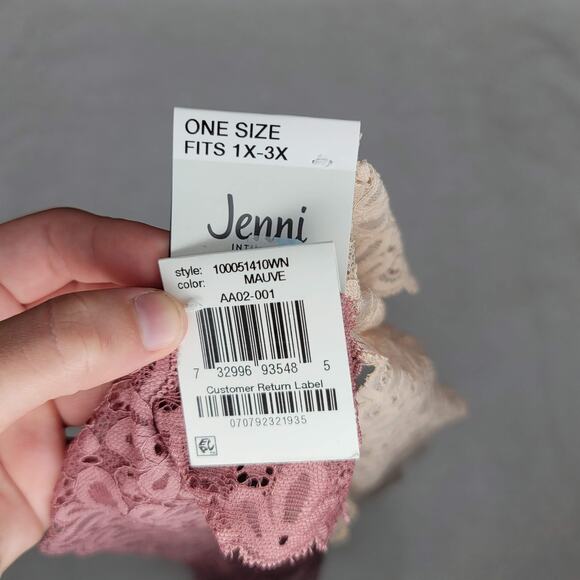 ONE SIZE
FITS 1X-3X
Jenni
style: 100051410WN
color: MAUVE
AA02-001
7 32996 93548 5
Customer Return Label
070792321935